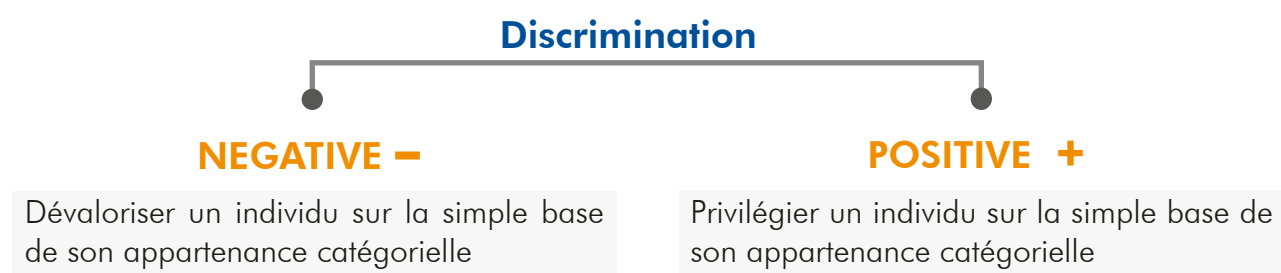 Discrimination
NEGATIVE –
POSITIVE +
Dévaloriser un individu sur la simple base
de son appartenance catégorielle
Privilégier un individu sur la simple base de
son appartenance catégorielle